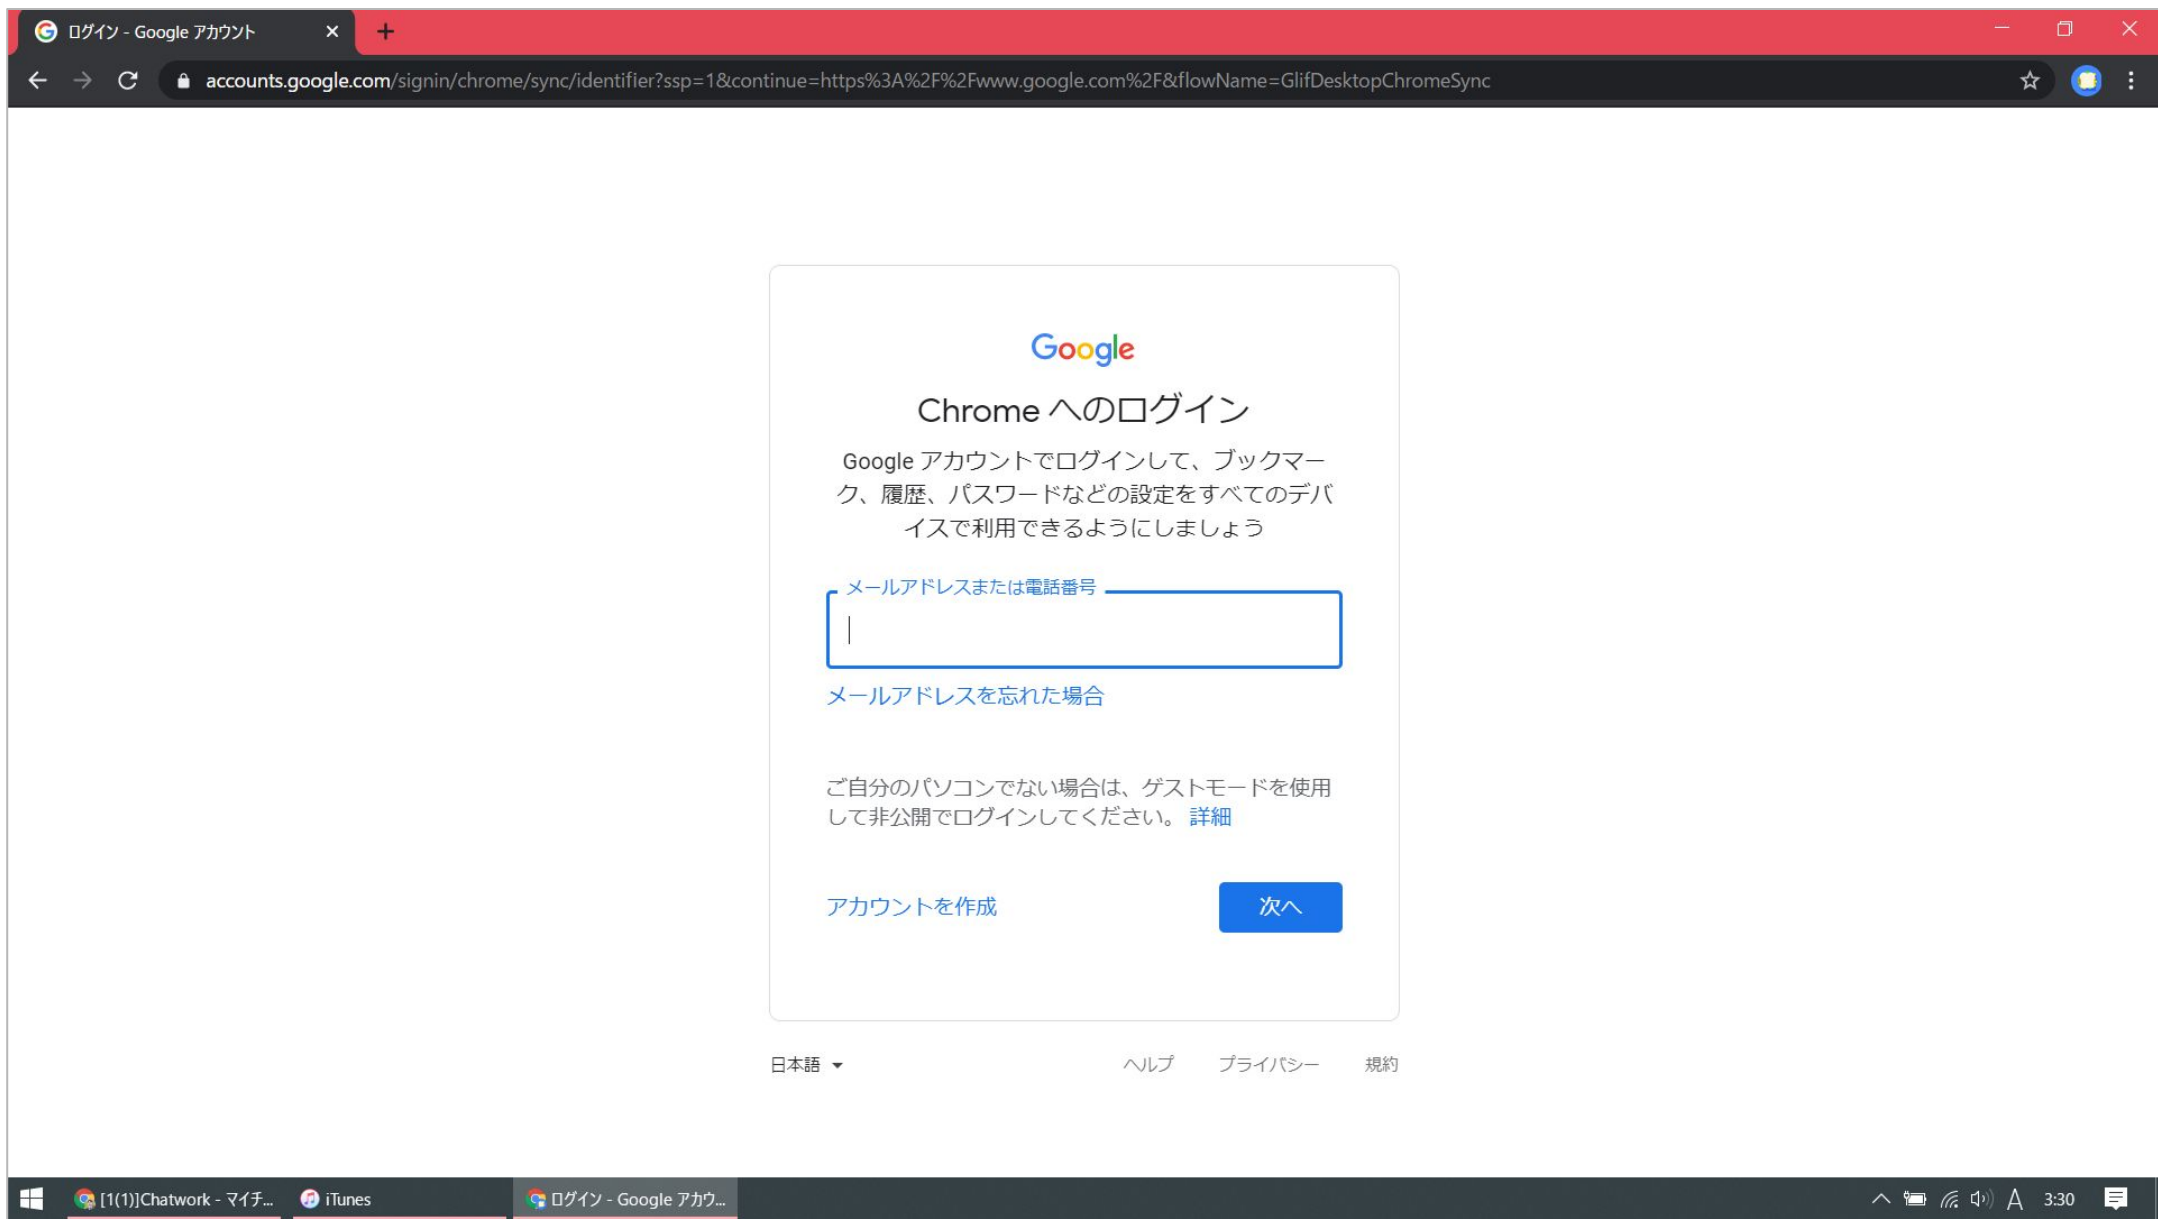 ログイン - Google アカウント
accounts.google.com/signin/chrome/sync/identifier?ssp=1&continue=https%3A%2F%2Fwww.google.com%2F&flowName=GlifDesktopChromeSync
Google
Chrome へのログイン
Google アカウントでログインして、ブックマー
ク、履歴、パスワードなどの設定をすべてのデバ
イスで利用できるようにしましょう
メールアドレスまたは電話番号
メールアドレスを忘れた場合
ご自分のパソコンでない場合は、ゲストモードを使用
して非公開でログインしてください。 詳細
アカウントを作成
次へ
日本語
ヘルプ プライバシー 規約
[1(1)]Chatwork - マイチ... iTunes ログイン - Google アカウ... A 3:30